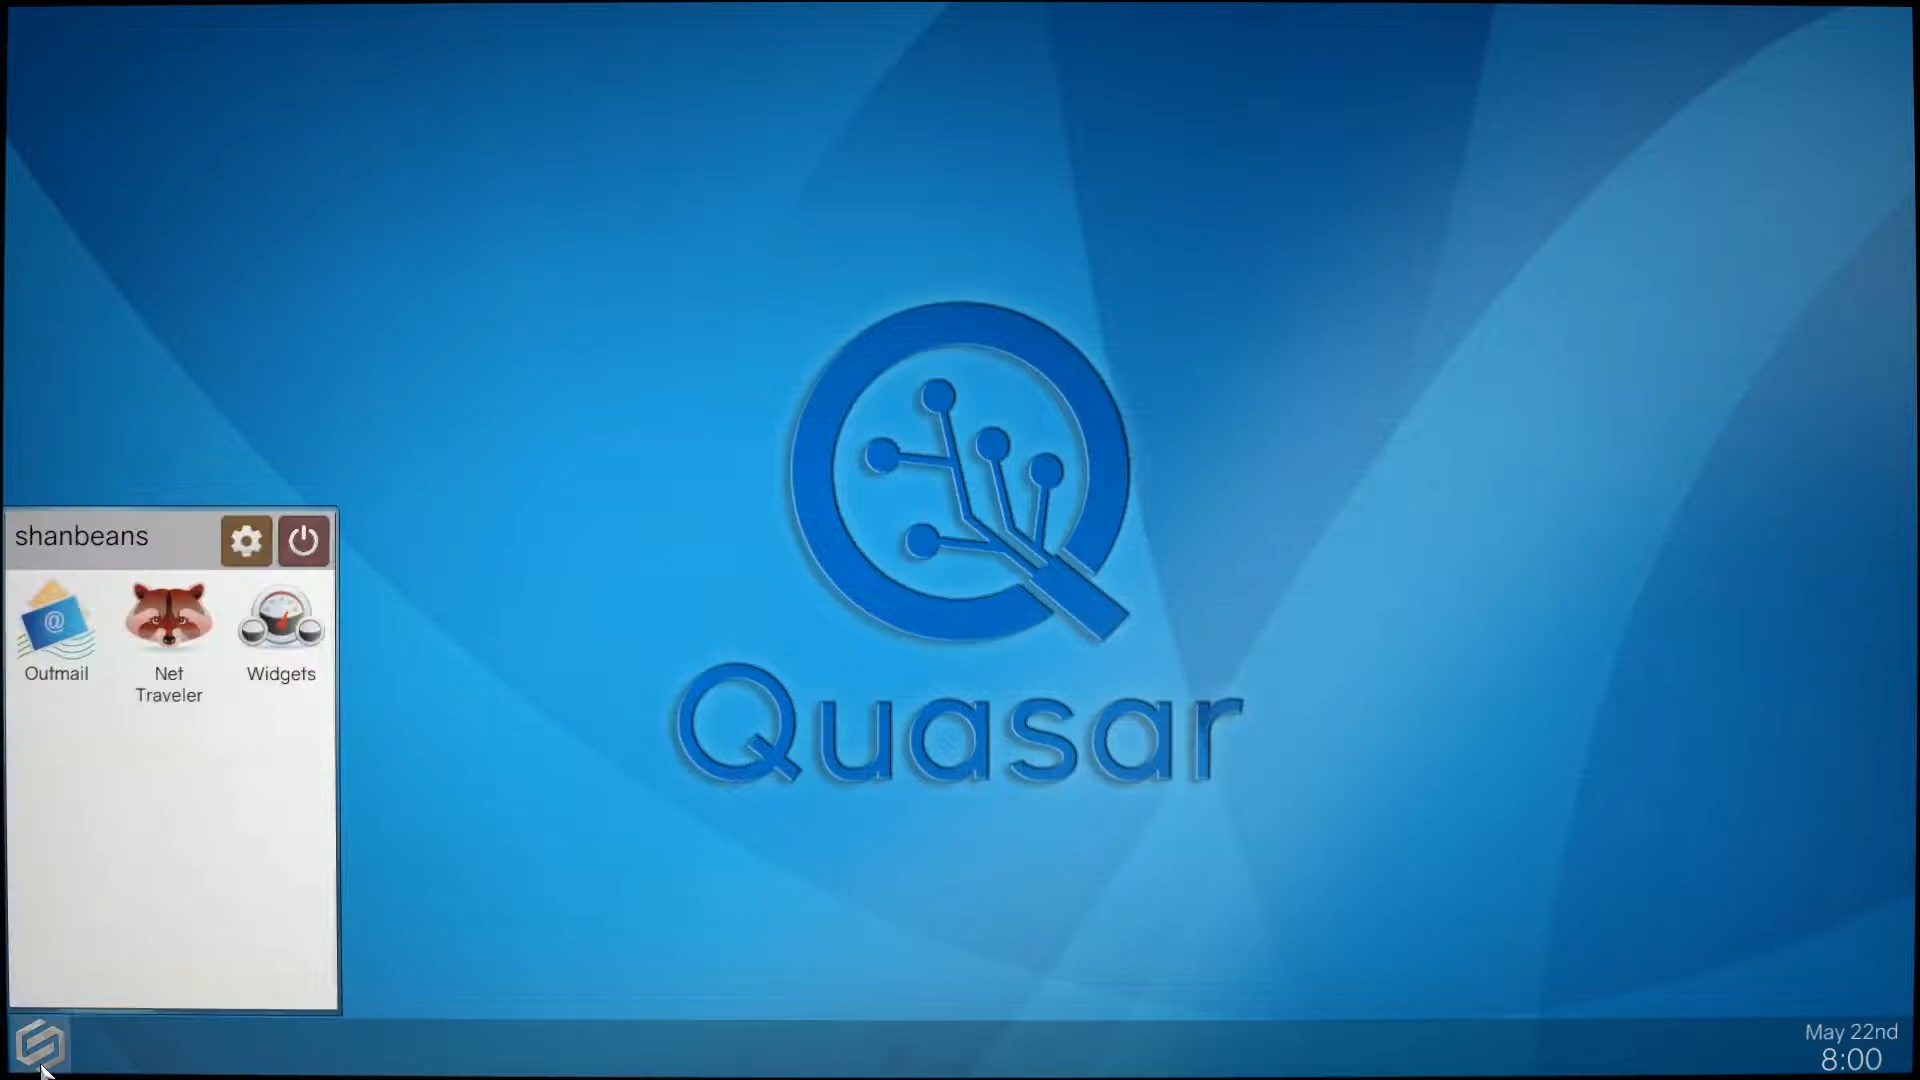 Quasar
shanbeans
Outmail
Net
Traveler
Widgets
May 22nd
8:00